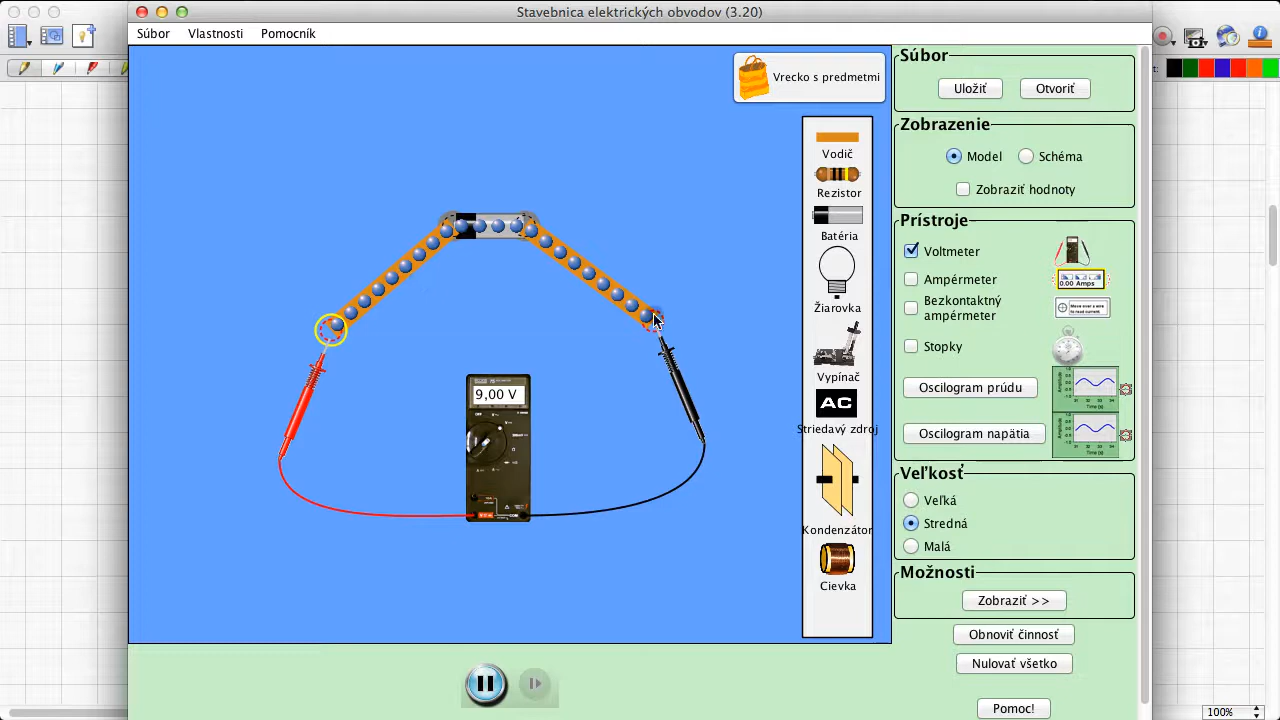 Stavebnica elektrických obvodov (3.20)
Súbor Vlastnosti Pomocník
Vrecko s predmetmi
Vodič
Rezistor
Batéria
Žiarovka
Vypínač
AC
Striedavý zdroj
Kondenzátor
Cievka
9,00 V
COM
Súbor
Uložiť Otvoriť
Zobrazenie
Model Schéma
Zobraziť hodnoty
Prístroje
Voltmeter
Ampérmeter
0.00 Amps
Bezkontaktný
ampérmeter
Stopky
Oscilogram prúdu
Oscilogram napätia
Veľkosť
Veľká
Stredná
Malá
Možnosti
Zobraziť >>
Obnoviť činnosť
Nulovať všetko
Pomoc!
100%